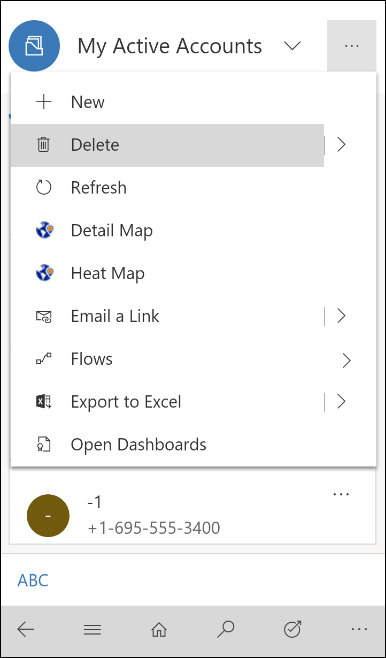 My Active Accounts
...
New
Delete
Refresh
Detail Map
Heat Map
Email a Link
Flows
Export to Excel
Open Dashboards
-1
...
-
+1-695-555-3400
ABC
...